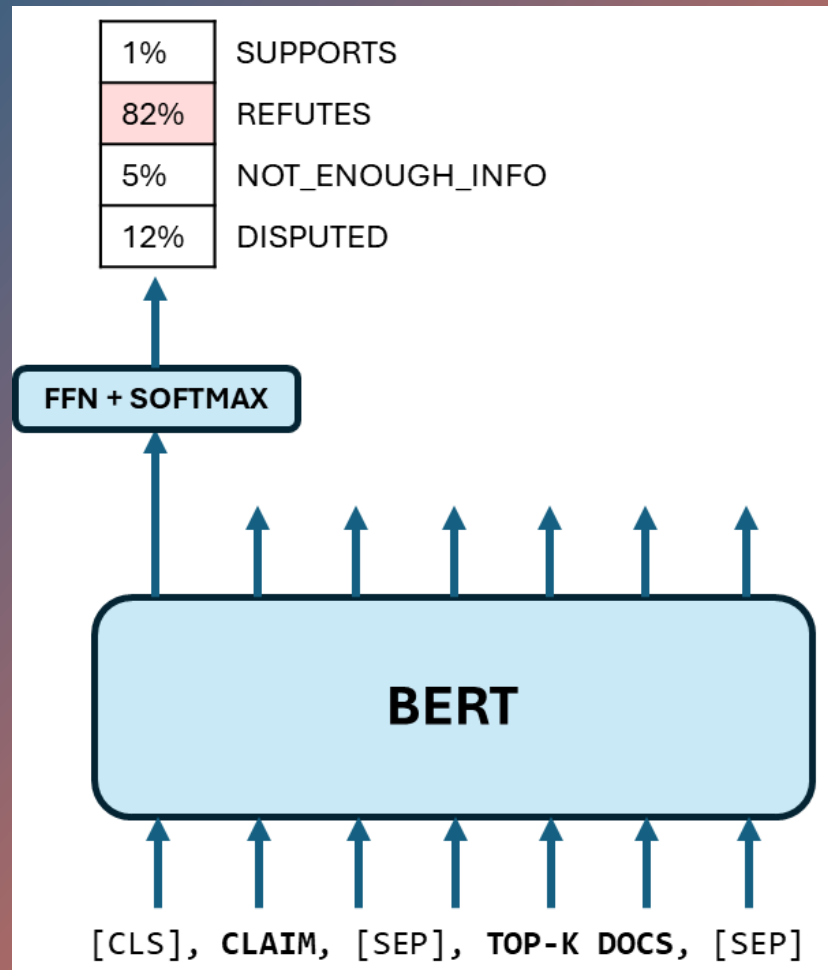 1% SUPPORTS
82% REFUTES
5% NOT_ENOUGH_INFO
12% DISPUTED
FFN + SOFTMAX
BERT
[CLS], CLAIM, [SEP], TOP-K DOCS, [SEP]